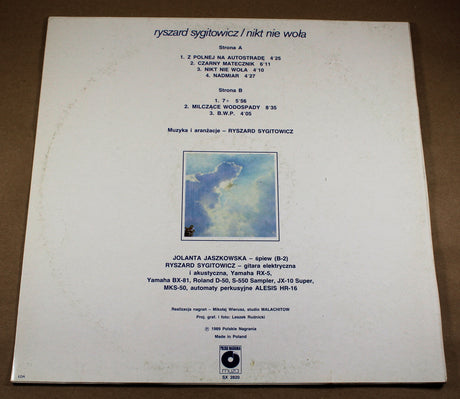 ryszard sygitowicz / nikt nie woła
Strona A
1. Z POLNEJ NA AUTOSTRADĘ 4'25
2. CZARNY MATECZNIK 6'11
3. NIKT NIE WOŁA 4'10
4. NADMIAR 4'27
Strona B
1. 7- 5'56
2. MILCZĄCE WODOSPADY 8'35
3. B.W.P. 4'05
Muzyka i aranżacje – RYSZARD SYGITOWICZ
JOLANTA JASZKOWSKA – śpiew (B-2)
RYSZARD SYGITOWICZ – gitara elektryczna
i akustyczna, Yamaha RX-5,
Yamaha BX-81, Roland D-50, S-550 Sampler, JX-10 Super,
MKS-50, automaty perkusyjne ALESIS HR-16
Realizacja nagrań – Mikołaj Wierusz, studio MALACHITOW
Proj. graf. i foto: Leszek Rudnicki
℗ 1989 Polskie Nagrania
Made in Poland
POLSKIE NAGRANIA
muza
SX 2820